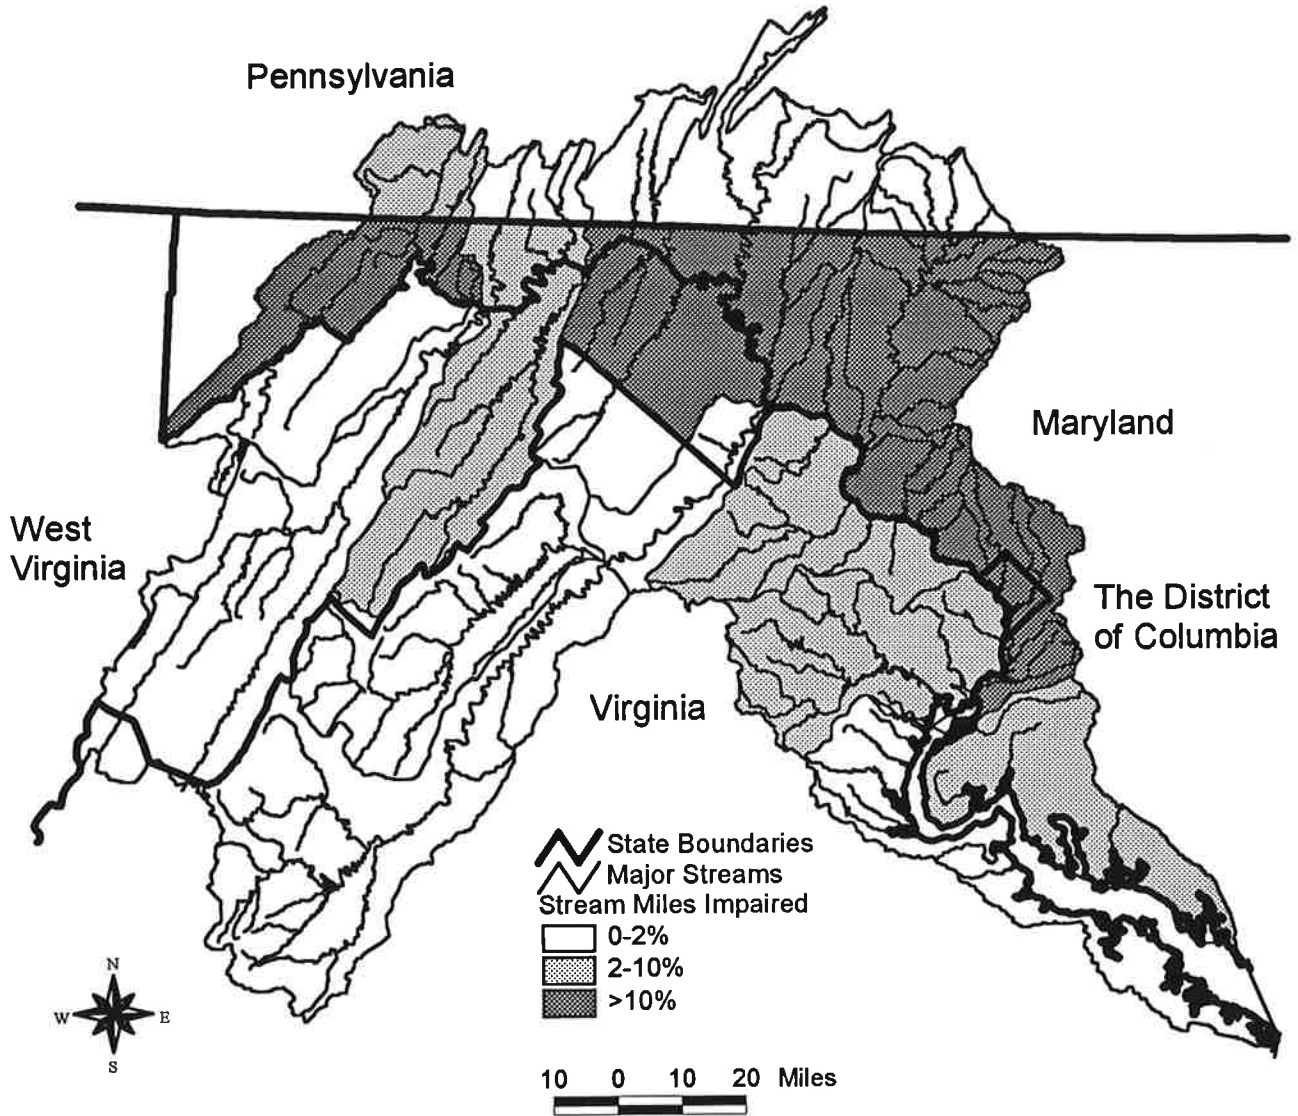 Pennsylvania
Maryland
West
Virginia
The District
of Columbia
Virginia
State Boundaries
Major Streams
Stream Miles Impaired
0-2%
2-10%
>10%
N
W E
S
10 0 10 20 Miles